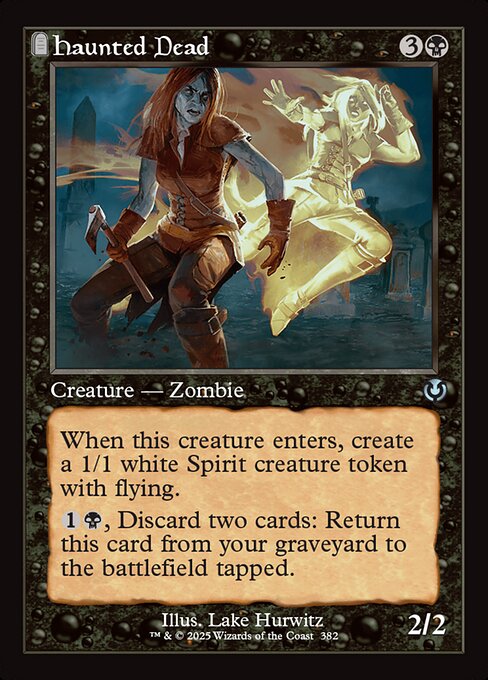 Haunted Dead 3
Creature — Zombie
When this creature enters, create
a 1/1 white Spirit creature token
with flying.
1, Discard two cards: Return
this card from your graveyard to
the battlefield tapped.
Illus. Lake Hurwitz
™ & © 2025 Wizards of the Coast 382
2/2